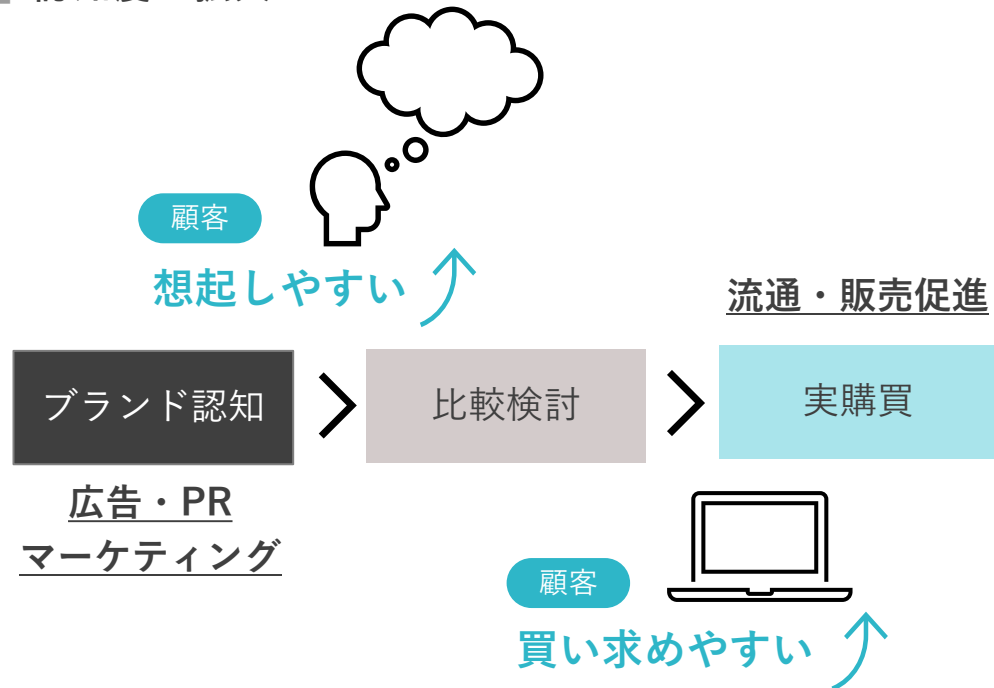 顧客
想起しやすい
流通・販売促進
ブランド認知
比較検討
実購買
広告・PR
マーケティング
顧客
買い求めやすい